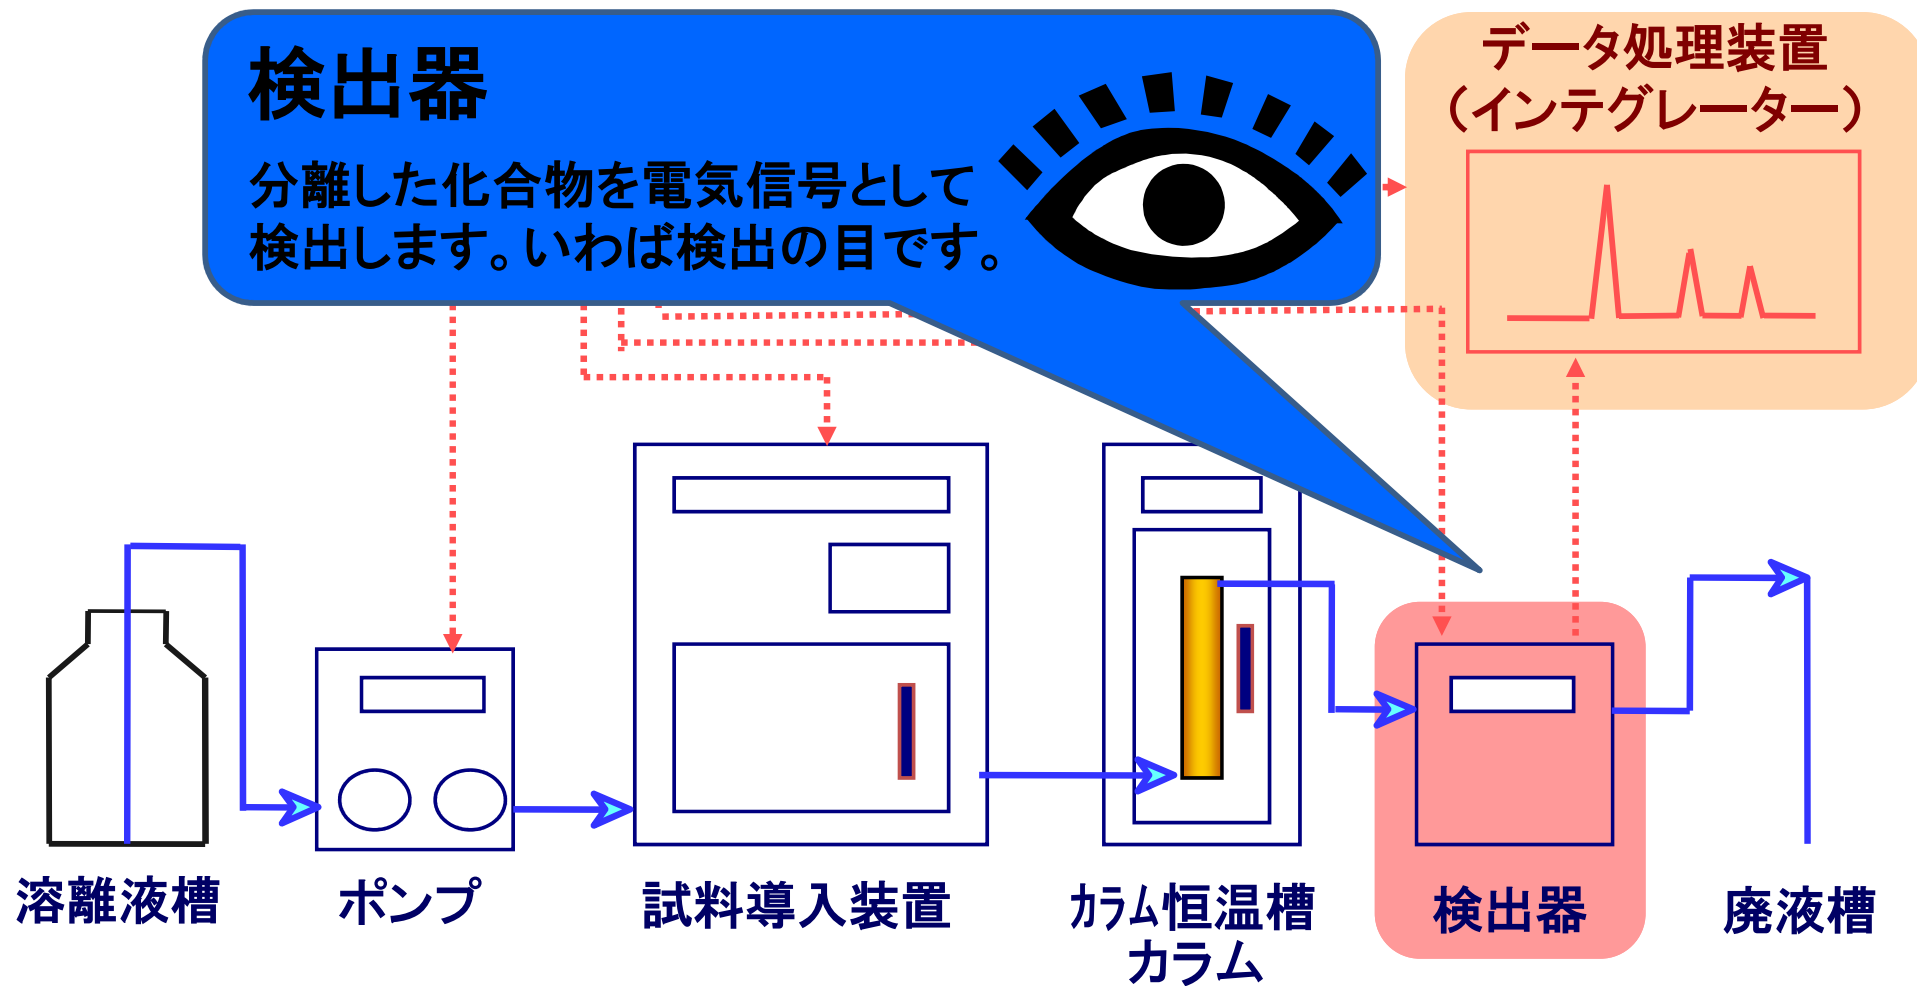 検出器
分離した化合物を電気信号として
検出します。いわば検出の目です。
データ処理装置
（インテグレーター）
溶離液槽
ポンプ
試料導入装置
ｶﾗﾑ恒温槽
カラム
検出器
廃液槽